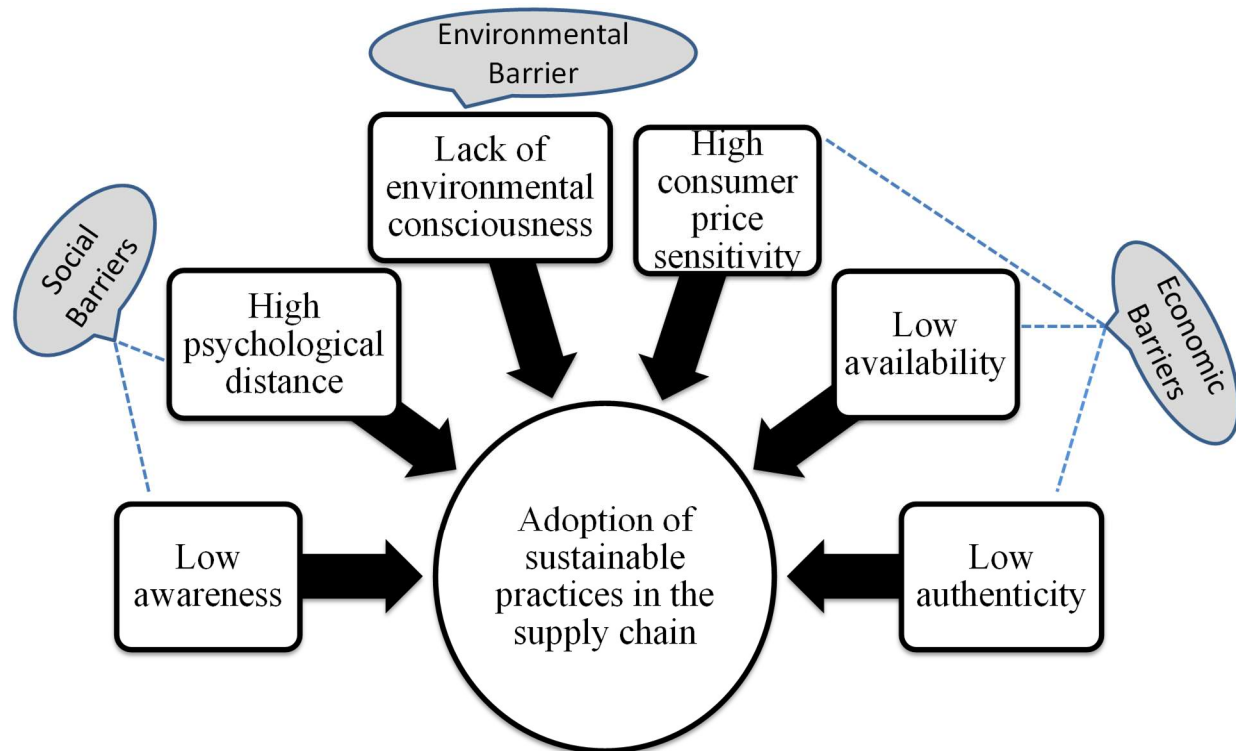 Environmental
Barrier
Lack of
environmental
consciousness
High
consumer
price
sensitivity
Social
Barriers
High
psychological
distance
Low
availability
Economic
Barriers
Low
awareness
Adoption of
sustainable
practices in the
supply chain
Low
authenticity